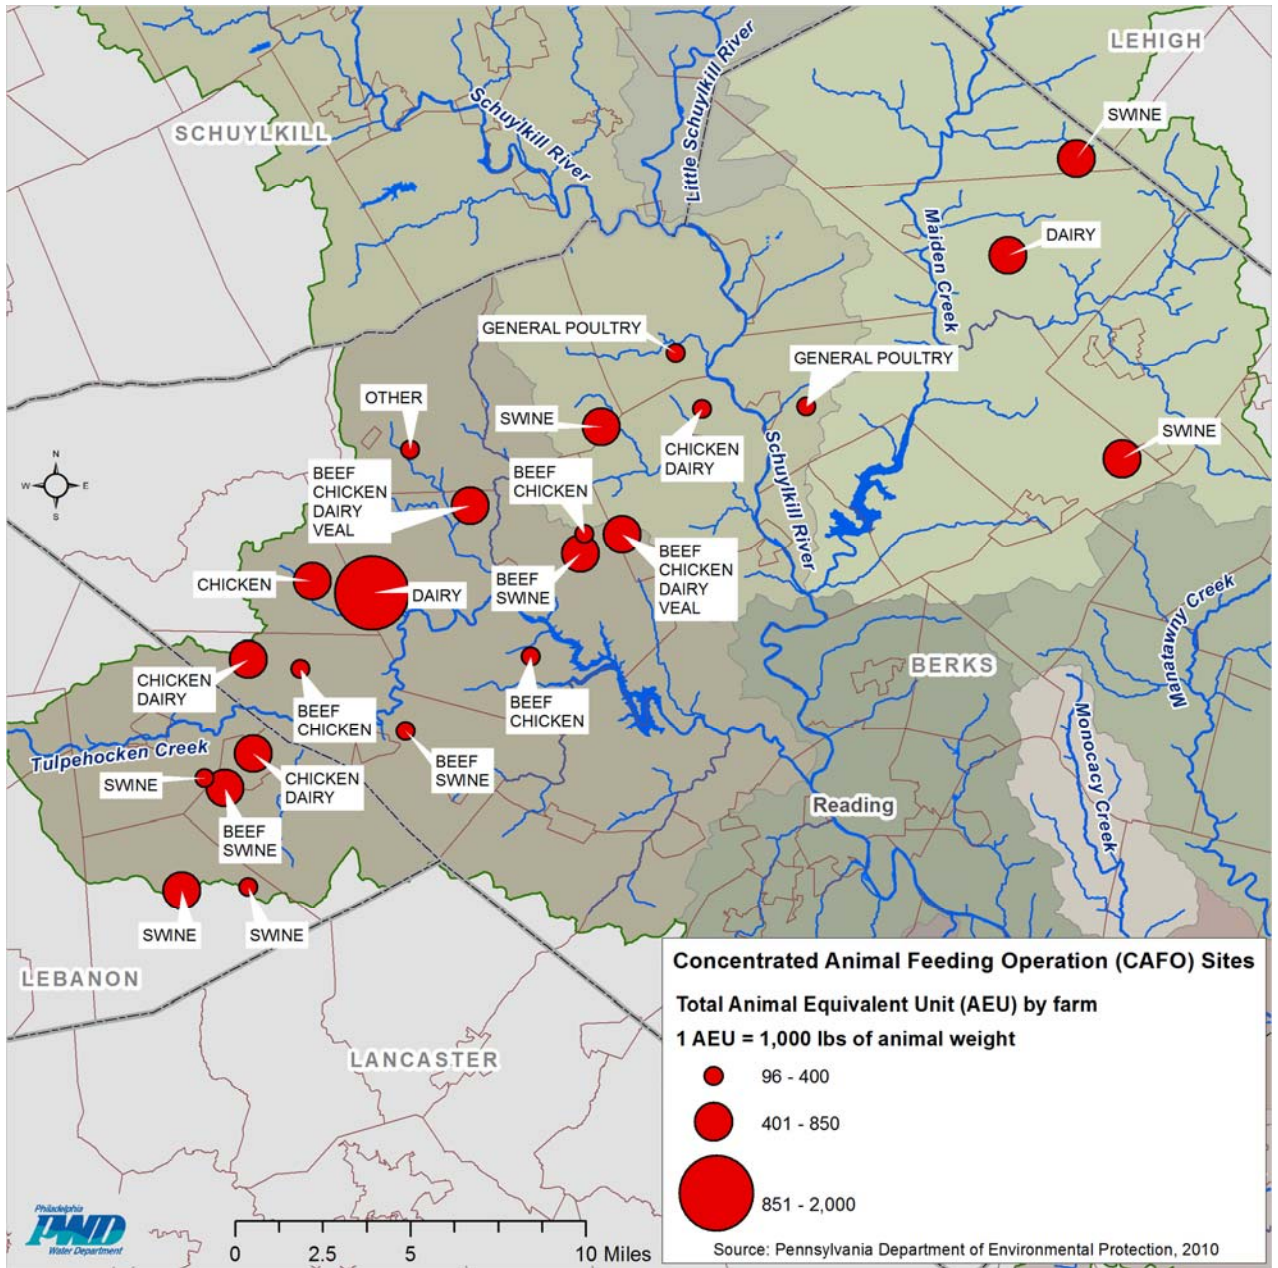 LEHIGH
Schuylkill River
Little Schuylkill River
SCHUYLKILL
SWINE
Maiden Creek
DAIRY
GENERAL POULTRY
GENERAL POULTRY
OTHER
SWINE
CHICKEN
DAIRY
SWINE
Schuylkill River
BEEF
CHICKEN
DAIRY
VEAL
BEEF
CHICKEN
N
W
E
S
BEEF
SWINE
BEEF
CHICKEN
DAIRY
VEAL
CHICKEN
DAIRY
Manatawny Creek
BERKS
CHICKEN
DAIRY
BEEF
CHICKEN
BEEF
CHICKEN
Tulpehocken Creek
BEEF
SWINE
Monocacy Creek
SWINE
CHICKEN
DAIRY
Reading
BEEF
SWINE
SWINE
SWINE
LEBANON
LANCASTER
Concentrated Animal Feeding Operation (CAFO) Sites
Total Animal Equivalent Unit (AEU) by farm
1 AEU = 1,000 lbs of animal weight
96 - 400
401 - 850
851 - 2,000
Source: Pennsylvania Department of Environmental Protection, 2010
Philadelphia
PWD
Water Department
0 2.5 5 10 Miles